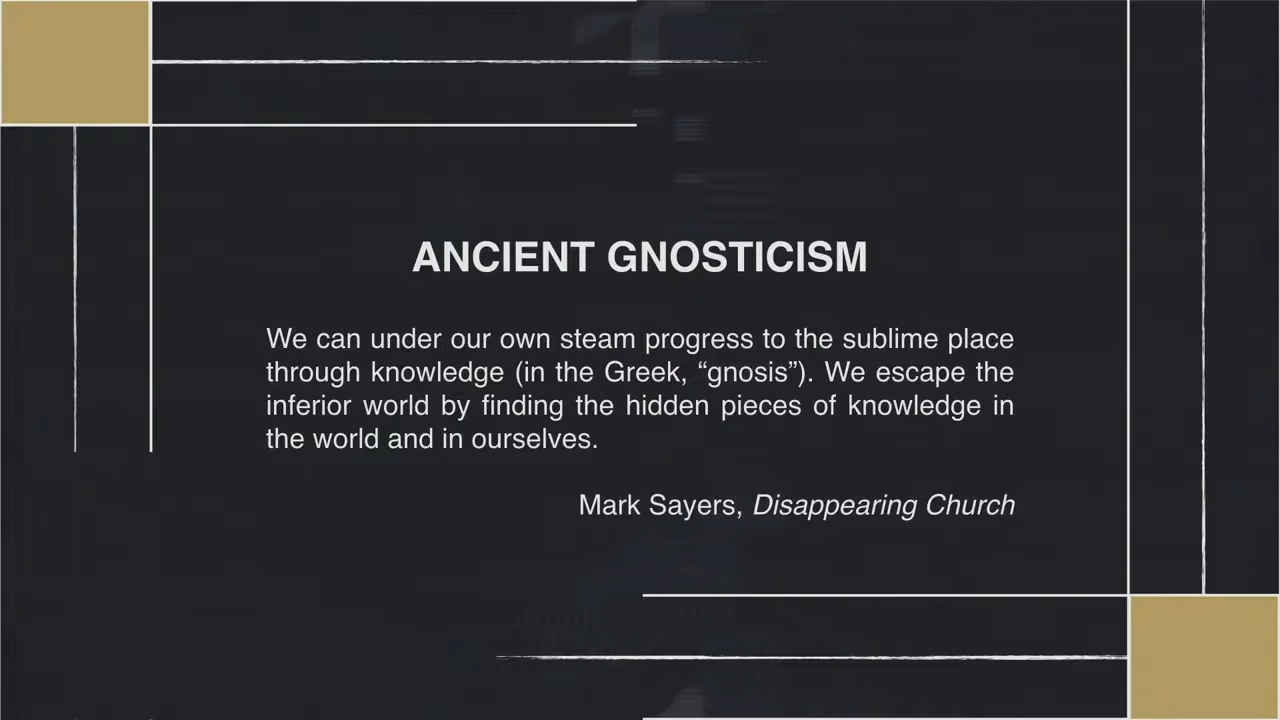 ANCIENT GNOSTICISM
We can under our own steam progress to the sublime place
through knowledge (in the Greek, “gnosis”). We escape the
inferior world by finding the hidden pieces of knowledge in
the world and in ourselves.
Mark Sayers, Disappearing Church